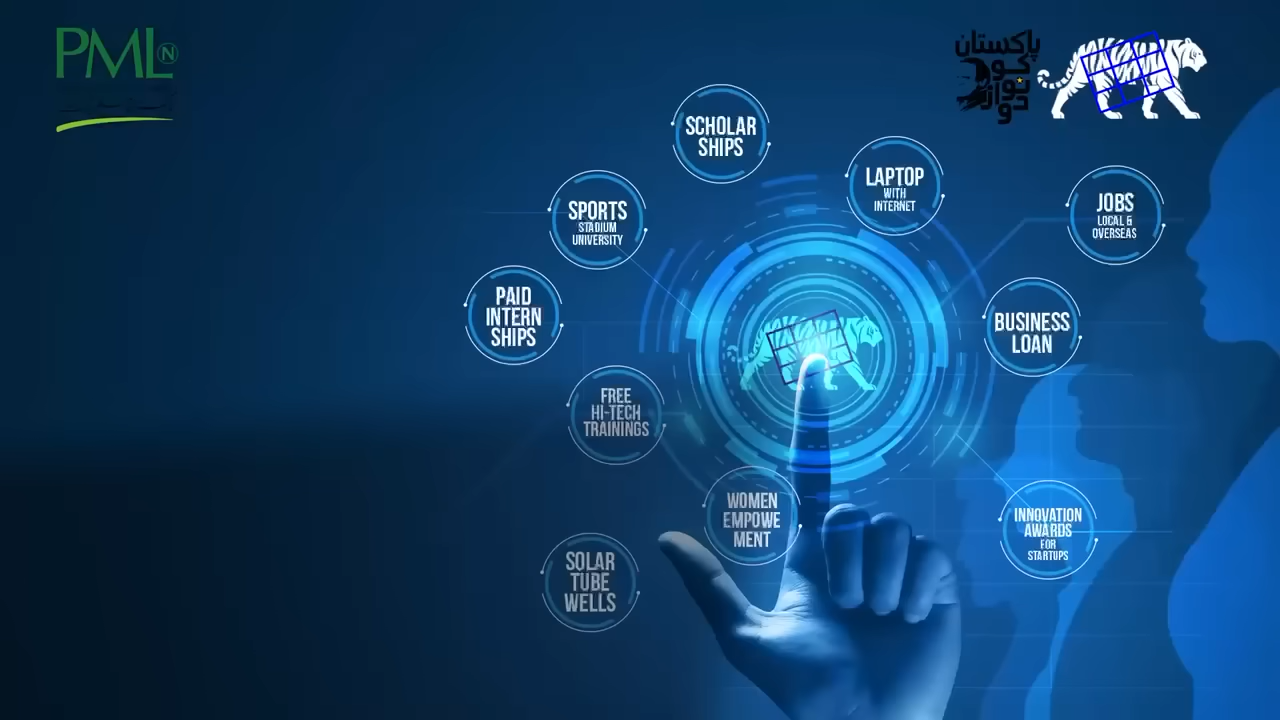 PML
N
پاکستان
کو
نواز
دو
SCHOLAR
SHIPS
LAPTOP
WITH
INTERNET
JOBS
LOCAL &
OVERSEAS
SPORTS
STADIUM
UNIVERSITY
PAID
INTERN
SHIPS
BUSINESS
LOAN
FREE
HI-TECH
TRAININGS
WOMEN
EMPOWE
MENT
INNOVATION
AWARDS
FOR
STARTUPS
SOLAR
TUBE
WELLS